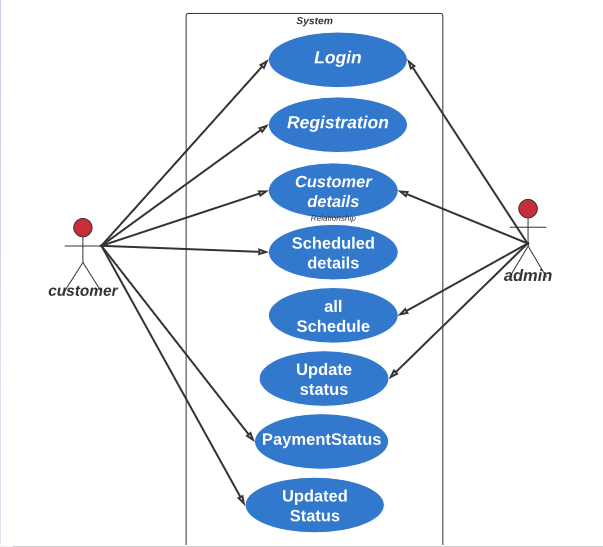 System
Login
Registration
Customer
details
Relationship
Scheduled
details
customer
admin
all
Schedule
Update
status
PaymentStatus
Updated
Status